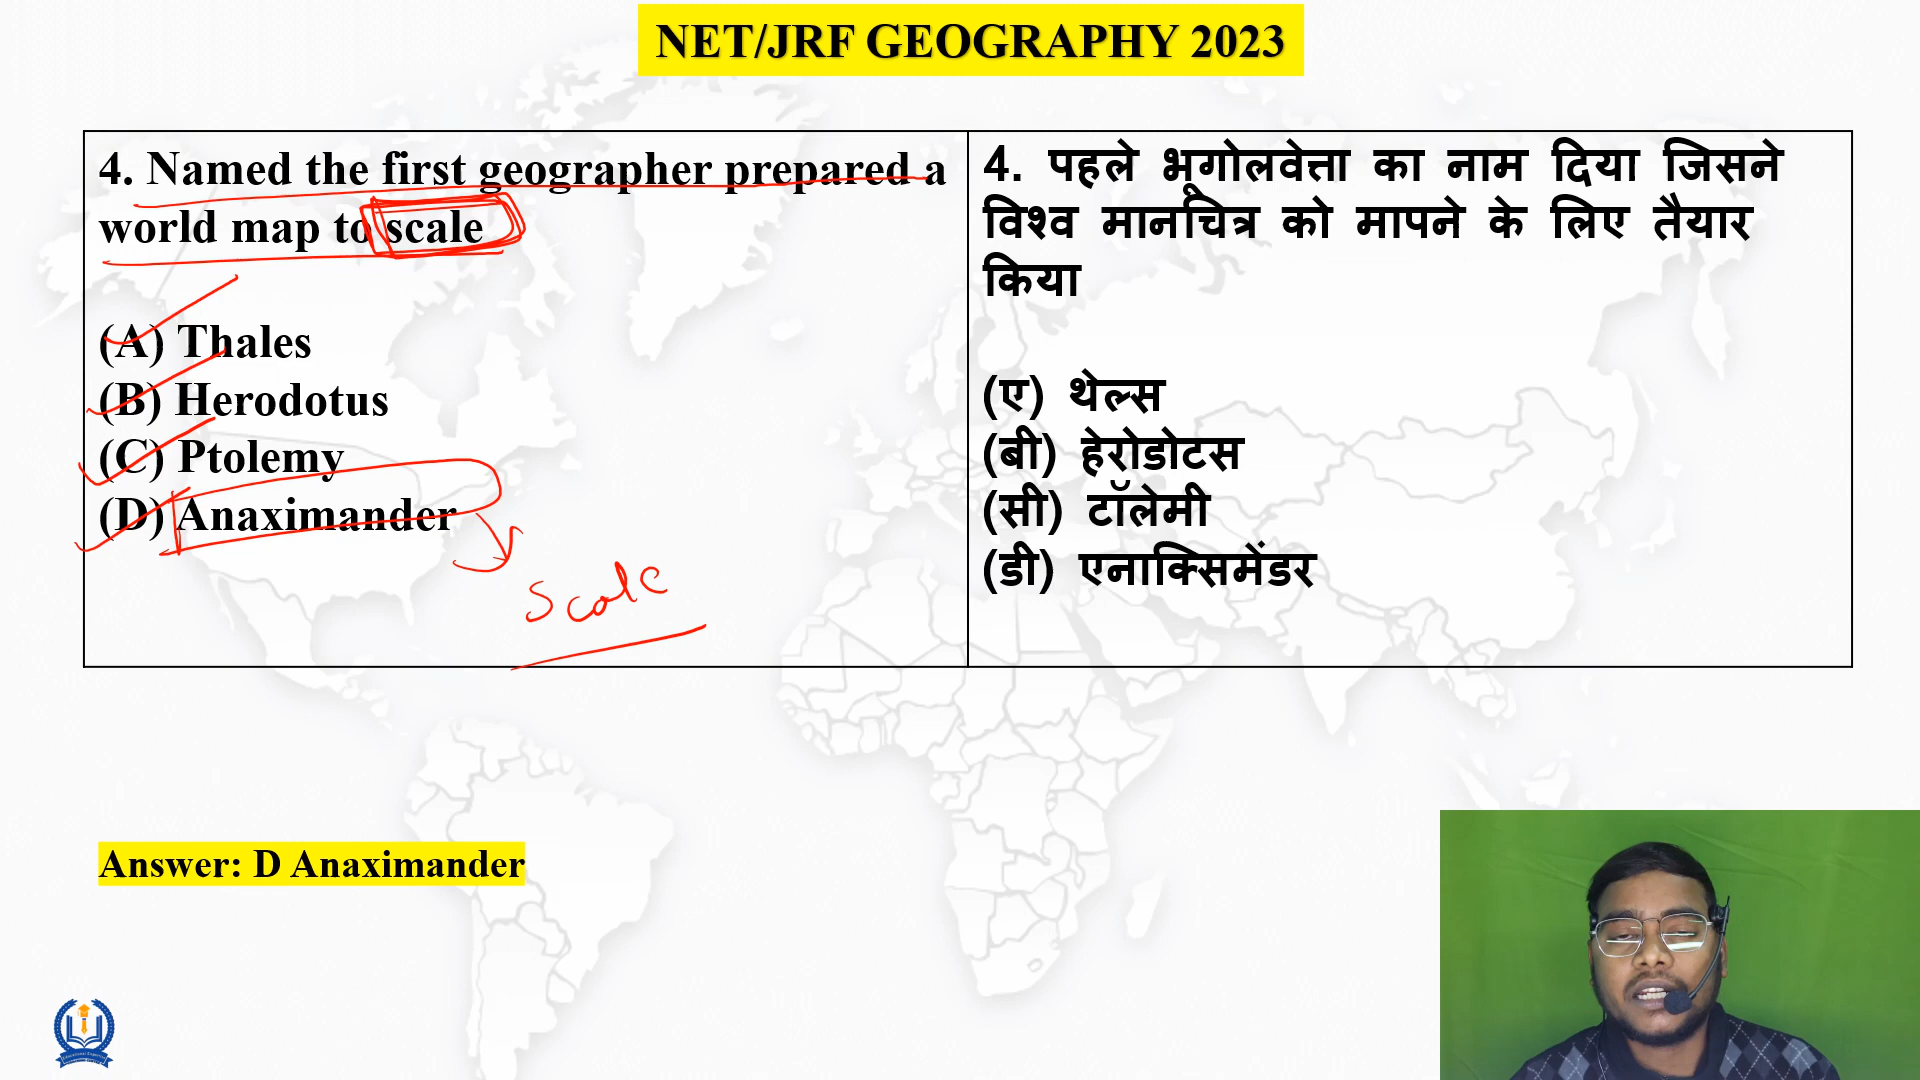 NET/JRF GEOGRAPHY 2023
4. Named the first geographer prepared a
world map to scale
(A) Thales
(B) Herodotus
(C) Ptolemy
(D) Anaximander
scale
4. पहले भूगोलवेत्ता का नाम दिया जिसने
विश्व मानचित्र को मापने के लिए तैयार
किया
(ए) थेल्स
(बी) हेरोडोटस
(सी) टॉलेमी
(डी) एनाक्सिमेंडर
Answer: D Anaximander